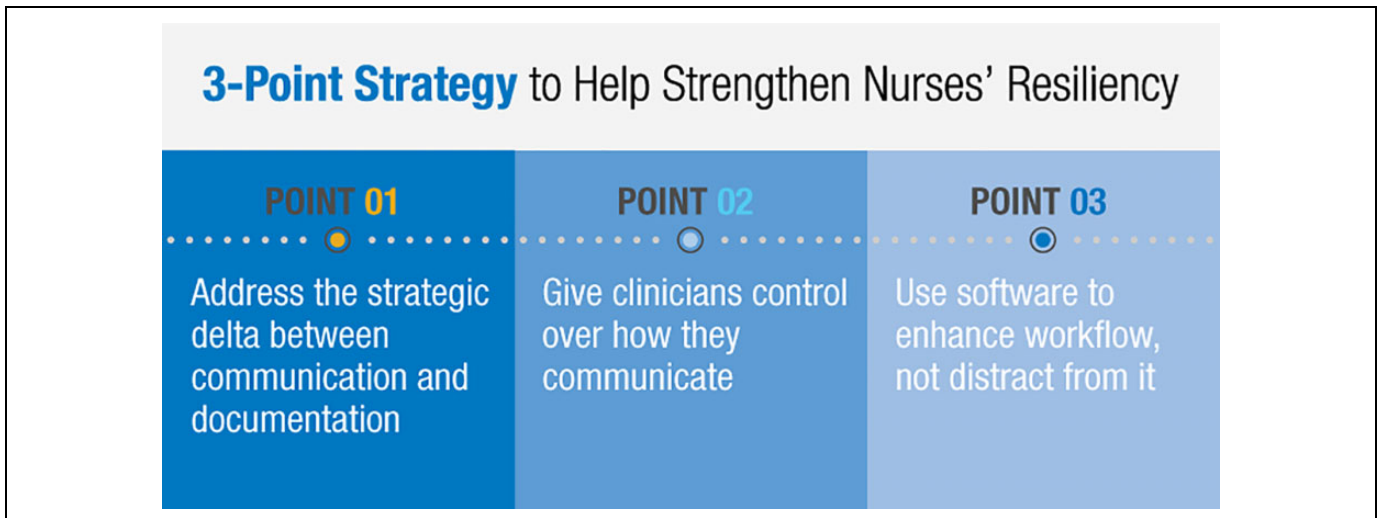 3-Point Strategy to Help Strengthen Nurses’ Resiliency
POINT 01
Address the strategic
delta between
communication and
documentation
POINT 02
Give clinicians control
over how they
communicate
POINT 03
Use software to
enhance workflow,
not distract from it